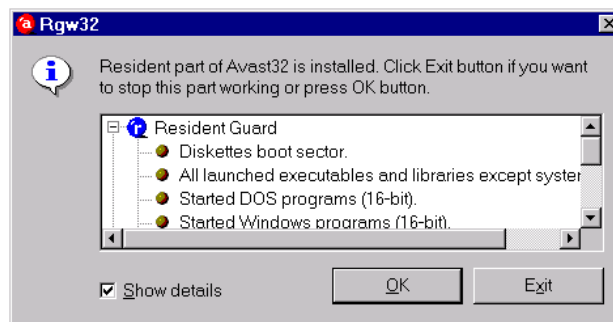 Rgw32
Resident part of Avast32 is installed. Click Exit button if you want
to stop this part working or press OK button.
Resident Guard
Diskettes boot sector.
All launched executables and libraries except
Started DOS programs (16-bit).
Started Windows programs (16-bit).
Show details
OK
Exit